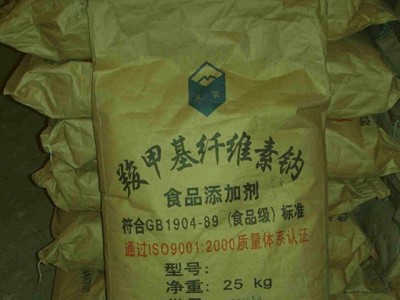 羧甲基纤维素钠
食品添加剂
符合GB1904-89（食品级）标准
通过ISO9001:2000质量体系认证
型号:
净重: 25 kg